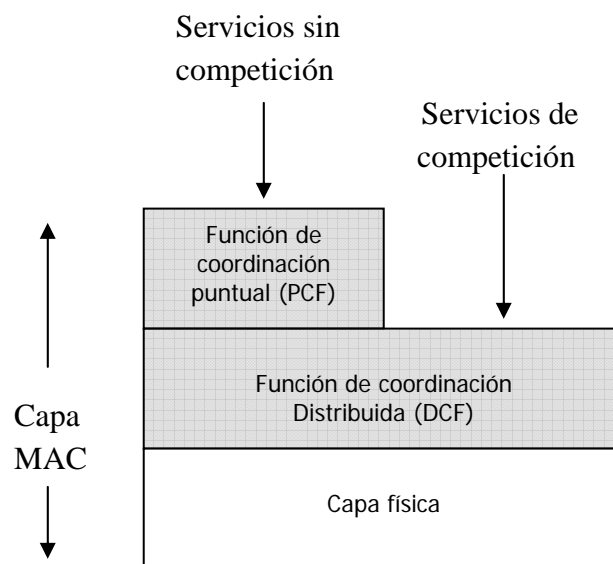 Servicios sin
competición
Servicios de
competición
Función de
coordinación
puntual (PCF)
Función de coordinación
Distribuida (DCF)
Capa
MAC
Capa física